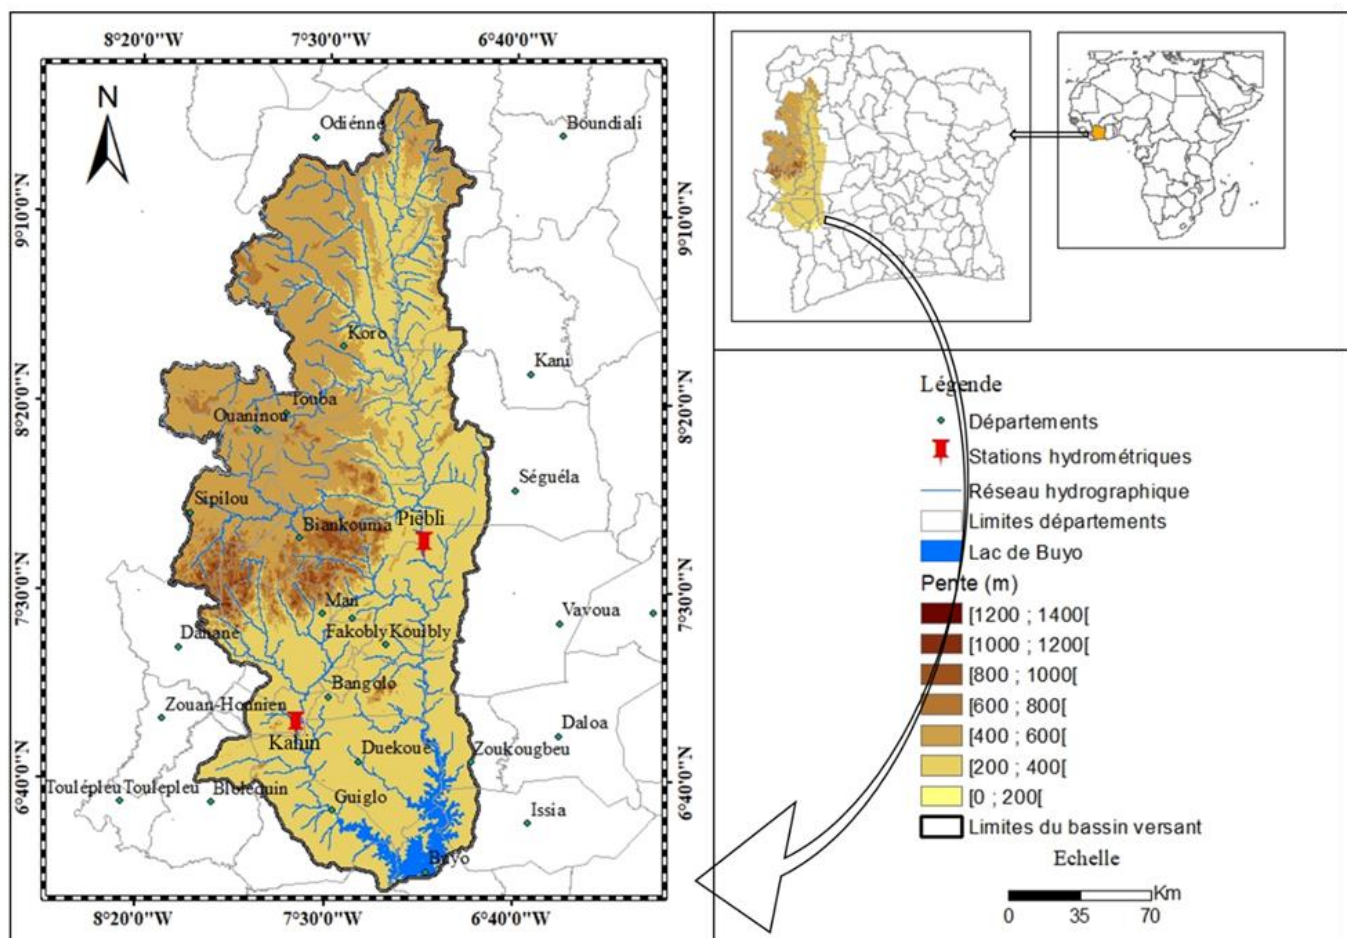 8°20'0"W 7°30'0"W 6°40'0"W
N
Odiénne
Boundiali
9°10'0"N
9°10'0"N
Koro
Kani
8°20'0"N
8°20'0"N
Touba
Ouaninou
Séguéla
Sipilou
Biankouma
Piébli
7°30'0"N
7°30'0"N
Man
Vavoua
Danané
Fakobly Kouibly
Bangolo
Zouan-Hounien
Kahin
Daloa
Duekoué
Zoukougbeu
6°40'0"N
6°40'0"N
Toulépleu Toulepleu Blolequin
Guiglo
Issia
Buyo
8°20'0"W 7°30'0"W 6°40'0"W
Légende
Départements
Stations hydrométriques
Réseau hydrographique
Limites départements
Lac de Buyo
Pente (m)
[1200 ; 1400[
[1000 ; 1200[
[800 ; 1000[
[600 ; 800[
[400 ; 600[
[200 ; 400[
[0 ; 200[
Limites du bassin versant
Echelle
Km
0 35 70